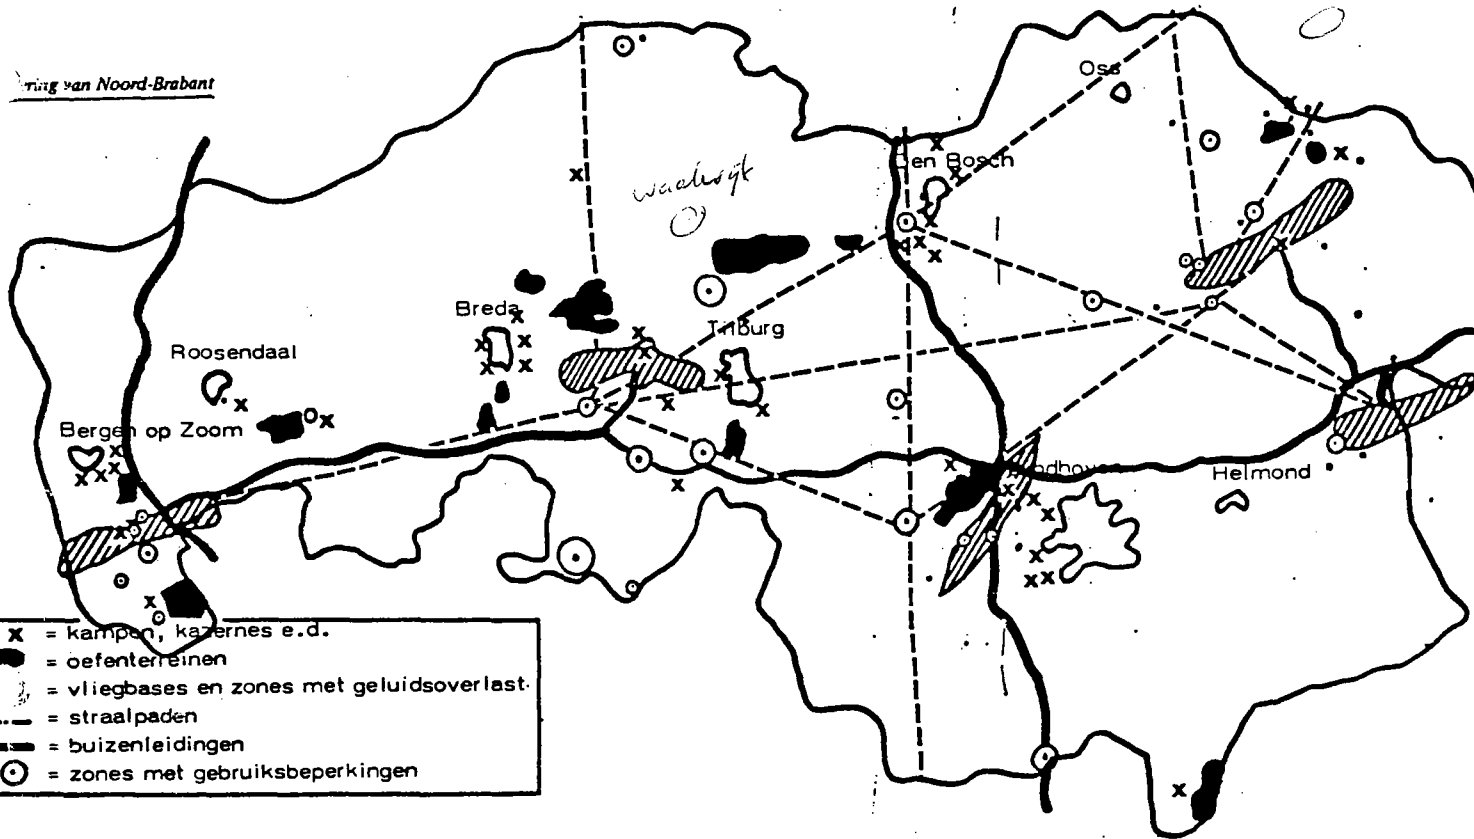 ring van Noord-Brabant
Oss
Den Bosch
waalwijk
Breda
Tilburg
Roosendaal
Bergen op Zoom
Helmond
x = kampen, kazernes e.d.
= oefenterreinen
= vliegbases en zones met geluidsoverlast.
= straalpaden
= buizenleidingen
= zones met gebruiksbeperkingen